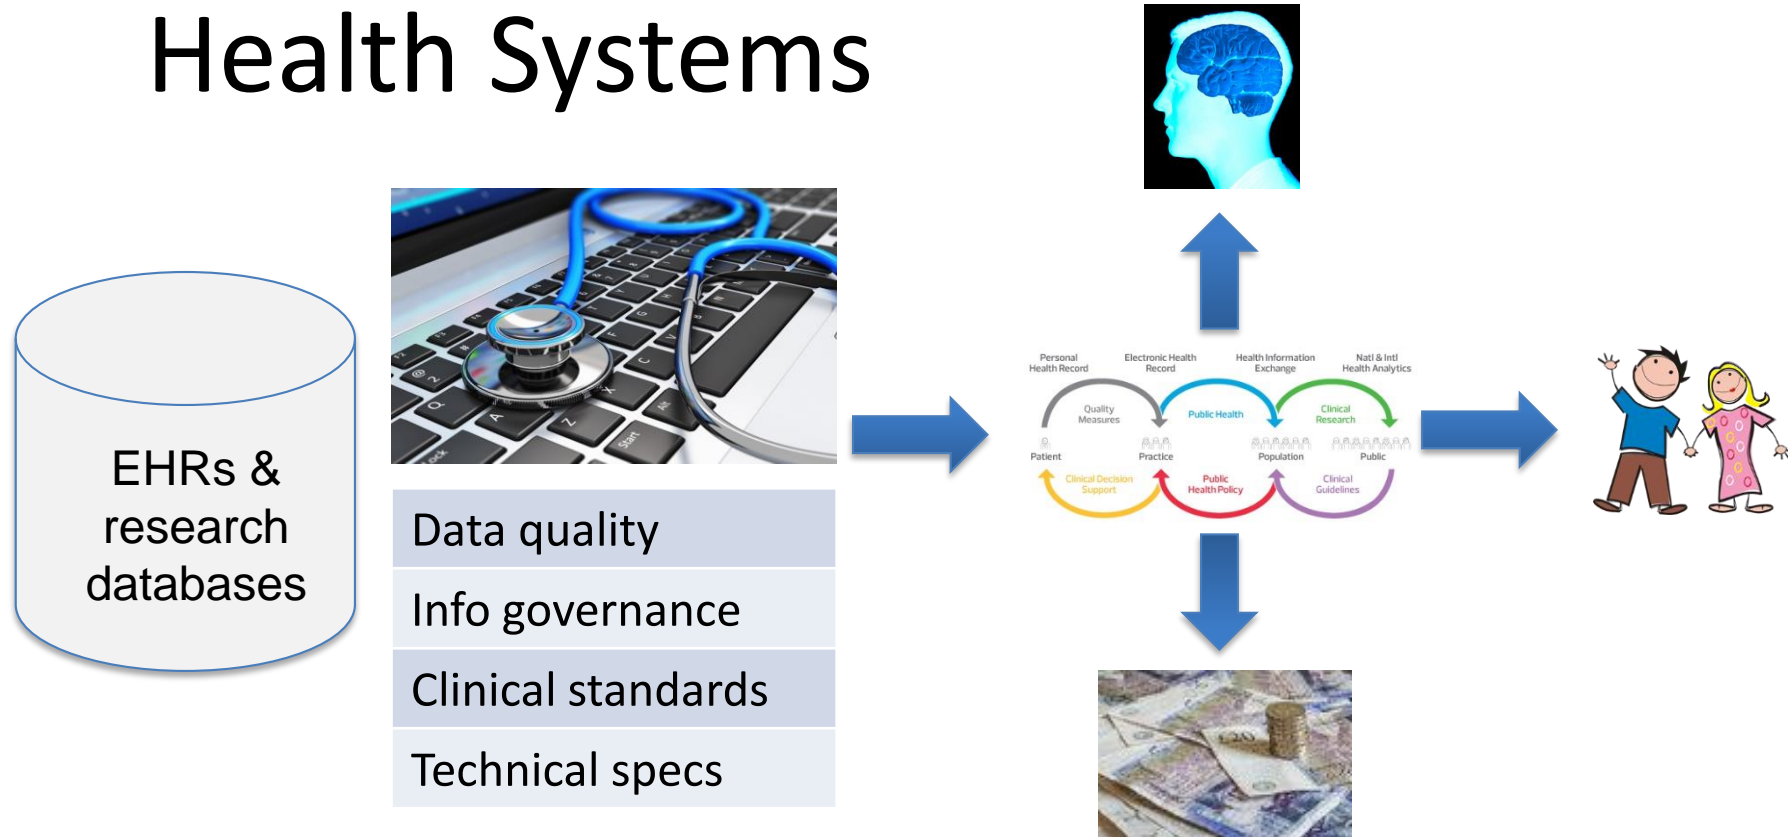 Health Systems
EHRs &
research
databases
Data quality
Info governance
Clinical standards
Technical specs
Personal
Health Record
Electronic Health
Record
Health Information
Exchange
Natl & Intl
Health Analytics
Quality
Measures
Public Health
Clinical
Research
Patient
Practice
Population
Public
Clinical Decision
Support
Public
Health Policy
Clinical
Guidelines
£20